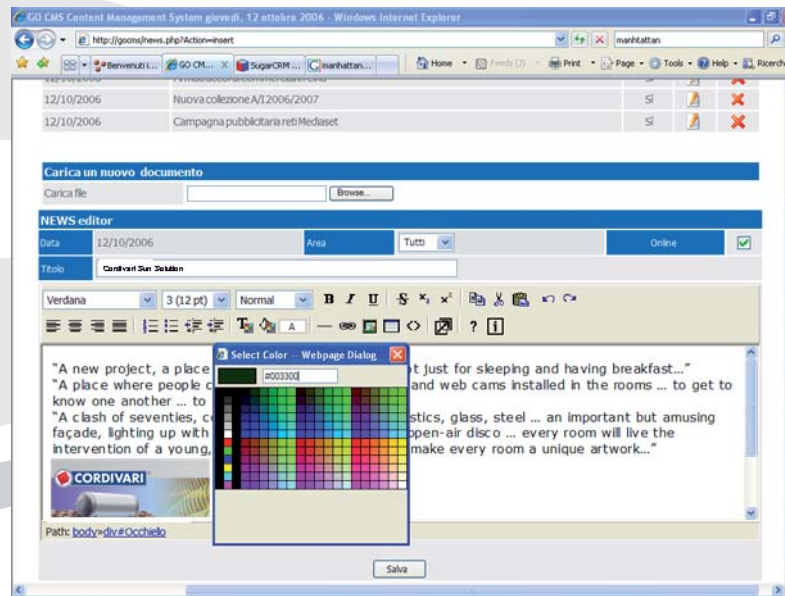 GO CMS Content Management System giovedì, 12 ottobre 2006 - Windows Internet Explorer
http://gocms/news.php?Action=insert
manhtattan
Benvenuti i... GO CM... SugarCRM ... manhattan... Home Feeds (J) Print Page Tools Help Ricerch
12/10/2006
12/10/2006 Nuova collezione A/I 2006/2007 Sì
12/10/2006 Campagna pubblicitaria reti Mediaset Sì
Carica un nuovo documento
Carica file Browse...
NEWS editor
Data 12/10/2006 Area Tutti Online
Titolo Cordivari Sun Solution
Verdana 3 (12 pt) Normal B I U S x₂ x²
A ? i
Select Color -- Webpage Dialog
#003300
"A new project, a place t just for sleeping and having breakfast..."
"A place where people c and web cams installed in the rooms ... to get to
know one another ... to
"A clash of seventies, c stics, glass, steel ... an important but amusing
façade, lighting up with open-air disco ... every room will live the
intervention of a young, make every room a unique artwork..."
CORDIVARI
Path: body»div#Occhiello
Salva